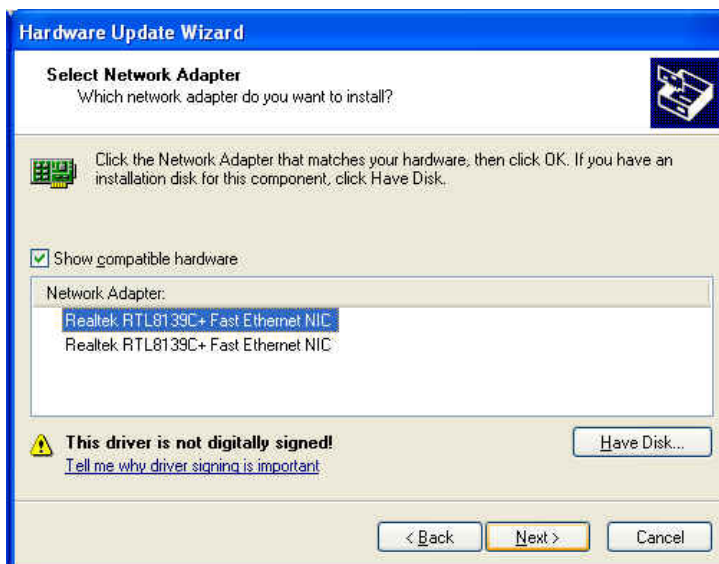 Hardware Update Wizard
Select Network Adapter
Which network adapter do you want to install?
Click the Network Adapter that matches your hardware, then click OK. If you have an
installation disk for this component, click Have Disk.
Show compatible hardware
Network Adapter:
Realtek RTL8139C+ Fast Ethernet NIC
Realtek RTL8139C+ Fast Ethernet NIC
This driver is not digitally signed!
Have Disk...
Tell me why driver signing is important
< Back
Next >
Cancel